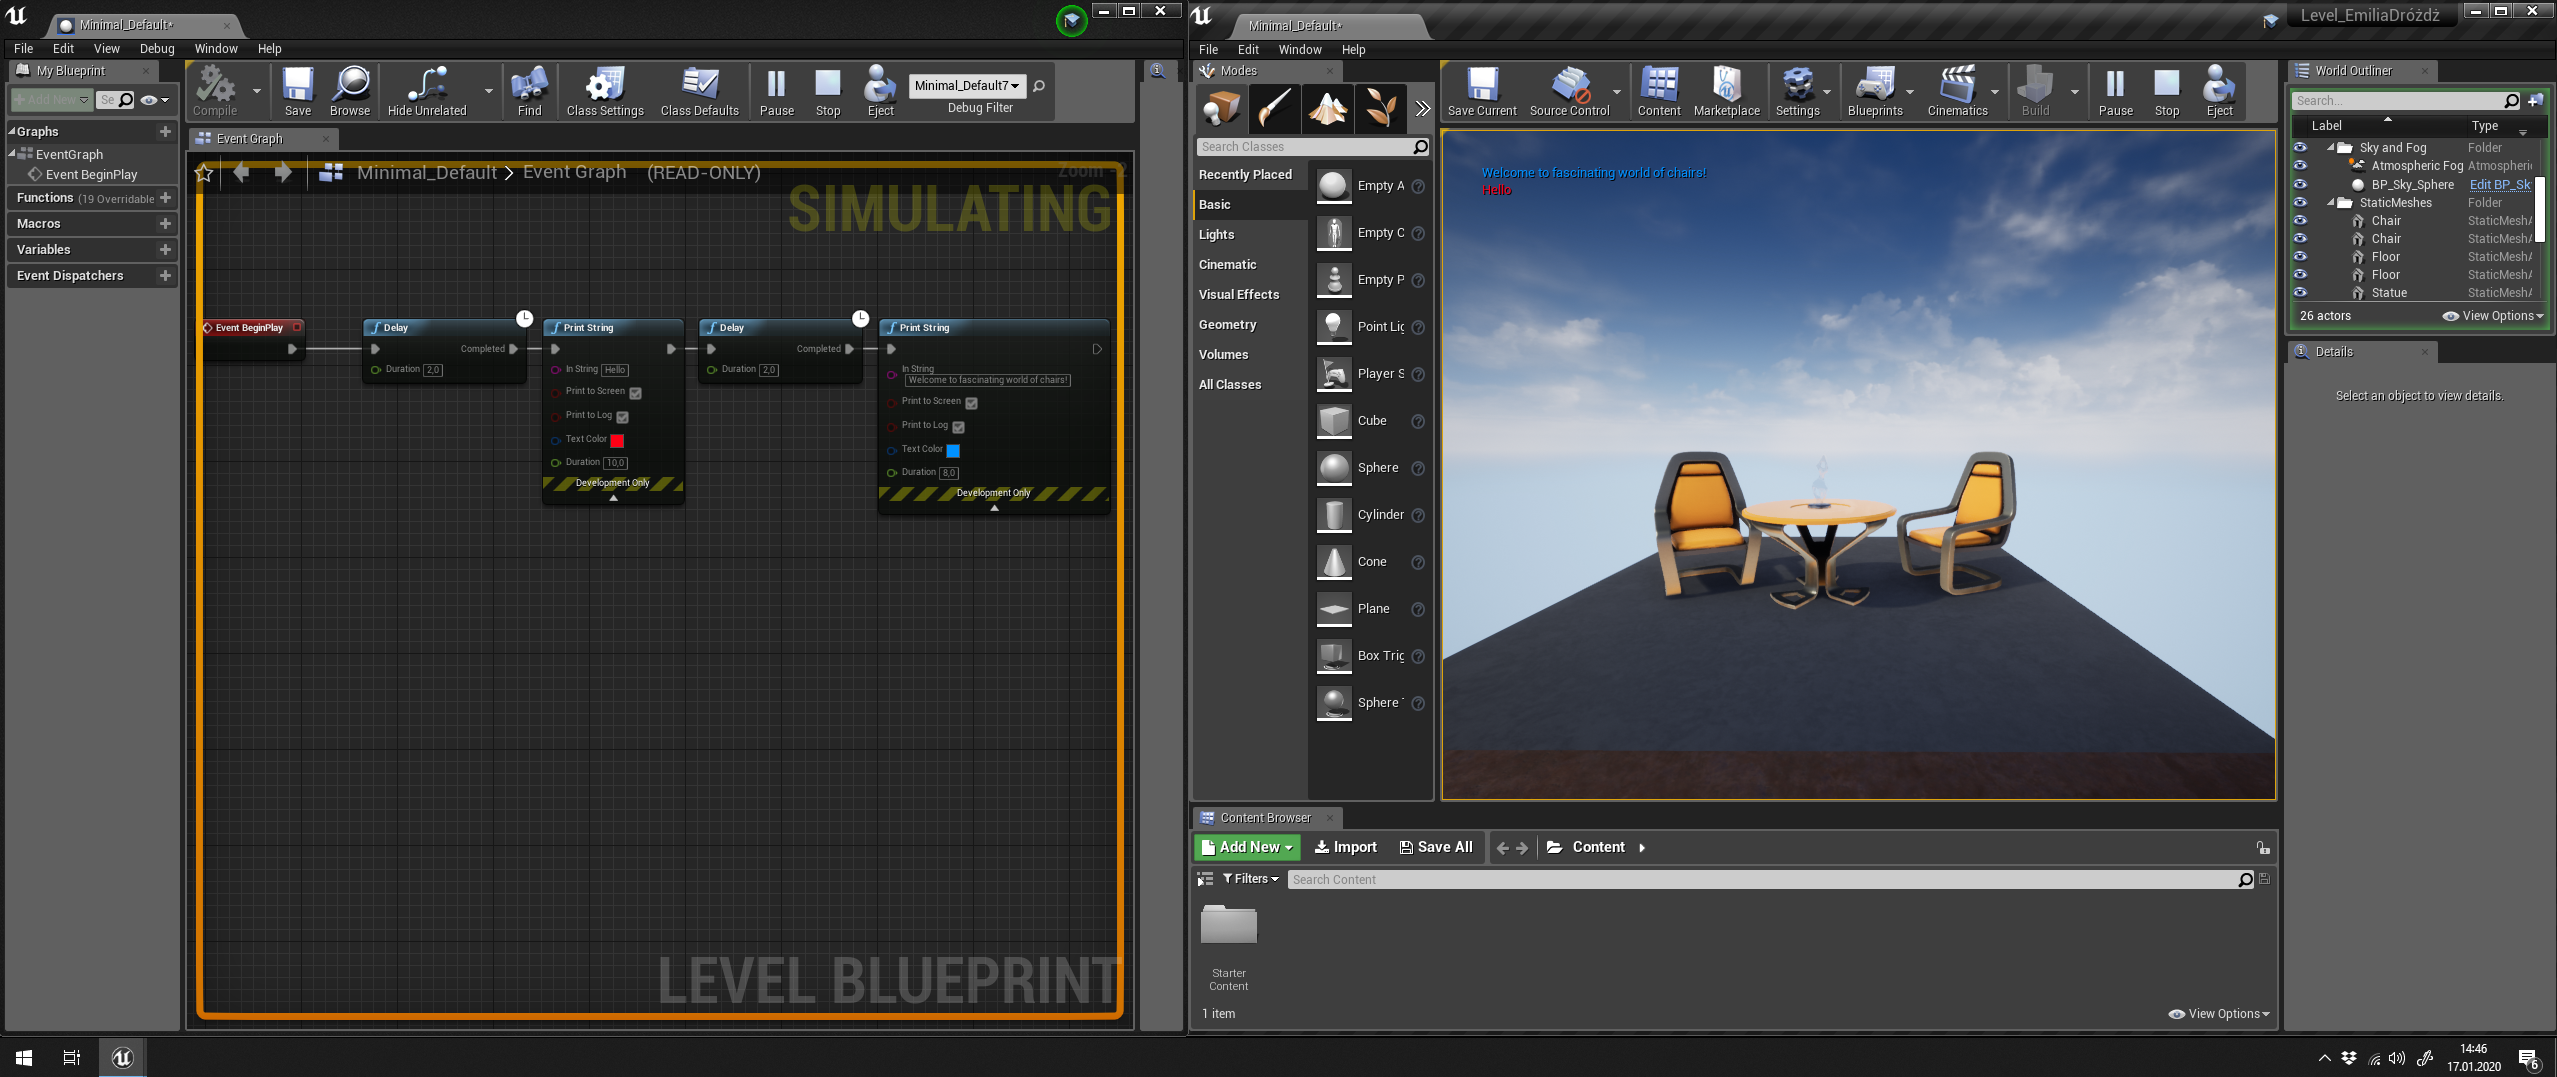 Minimal_Default*
File Edit View Debug Window Help
My Blueprint
Add New
Se
Graphs
EventGraph
Event BeginPlay
Functions (19 Overridable
Macros
Variables
Event Dispatchers
Compile
Save
Browse
Hide Unrelated
Find
Class Settings
Class Defaults
Pause
Stop
Eject
Minimal_Default7
Debug Filter
Event Graph
Minimal_Default > Event Graph (READ-ONLY)
Zoom -2
SIMULATING
Event BeginPlay
Delay
Completed
Duration 2,0
Print String
In String Hello
Print to Screen
Print to Log
Text Color
Duration 10,0
Development Only
Delay
Completed
Duration 2,0
Print String
In String
Welcome to fascinating world of chairs!
Print to Screen
Print to Log
Text Color
Duration 8,0
Development Only
LEVEL BLUEPRINT
Minimal_Default*
Level_EmiliaDróżdż
File Edit Window Help
Modes
Search Classes
Recently Placed
Basic
Lights
Cinematic
Visual Effects
Geometry
Volumes
All Classes
Empty A
Empty C
Empty P
Point Lig
Player S
Cube
Sphere
Cylinder
Cone
Plane
Box Trig
Sphere T
Save Current
Source Control
Content
Marketplace
Settings
Blueprints
Cinematics
Build
Pause
Stop
Eject
Welcome to fascinating world of chairs!
Hello
World Outliner
Search...
Label Type
Sky and Fog Folder
Atmospheric Fog Atmospheric
BP_Sky_Sphere Edit BP_Sk
StaticMeshes Folder
Chair StaticMeshA
Chair StaticMeshA
Floor StaticMeshA
Floor StaticMeshA
Statue StaticMeshA
26 actors
View Options
Details
Select an object to view details.
Content Browser
Add New Import Save All Content
Filters
Search Content
Starter
Content
1 item
View Options
14:46
17.01.2020
6